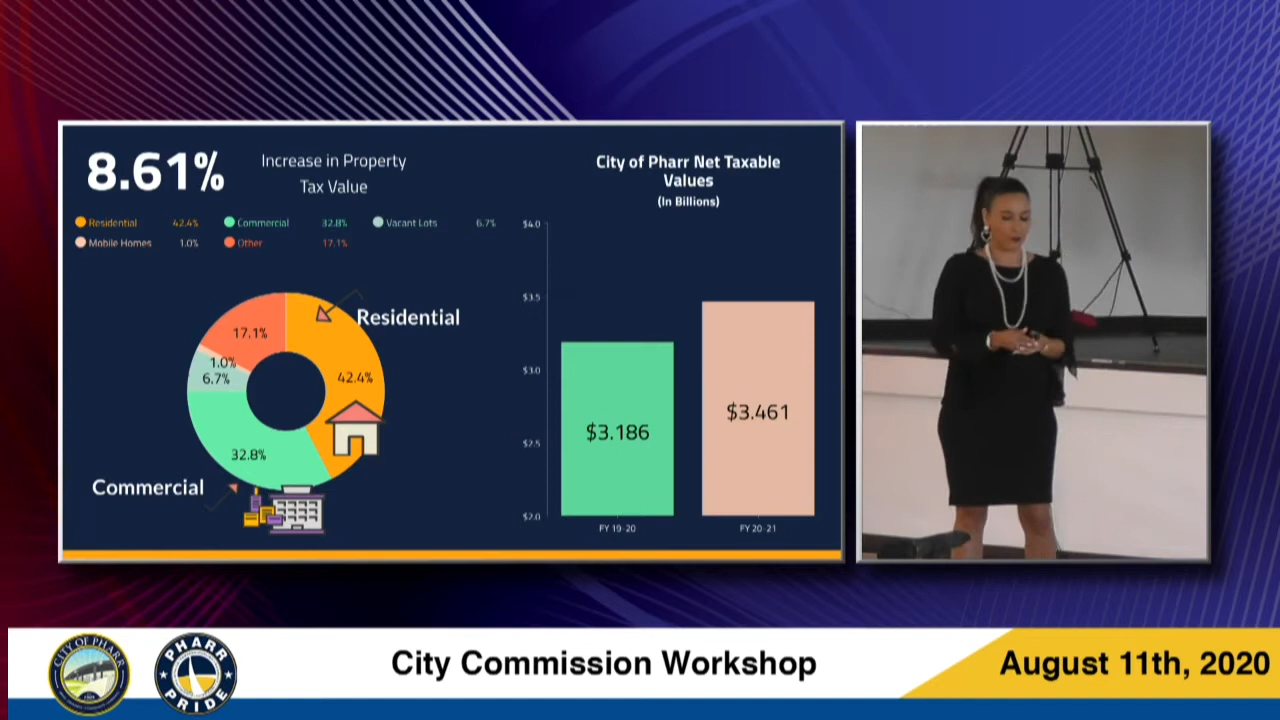 8.61%
Increase in Property
Tax Value
Residential 42.4%
Commercial 32.8%
Vacant Lots 6.7%
Mobile Homes 1.0%
Other 17.1%
Residential
17.1%
1.0%
6.7%
42.4%
32.8%
Commercial
City of Pharr Net Taxable
Values
(In Billions)
$4.0
$3.5
$3.0
$2.5
$2.0
$3.186
$3.461
FY 19-20
FY 20-21
CITY OF PHARR
PHARR
PRIDE
City Commission Workshop
August 11th, 2020